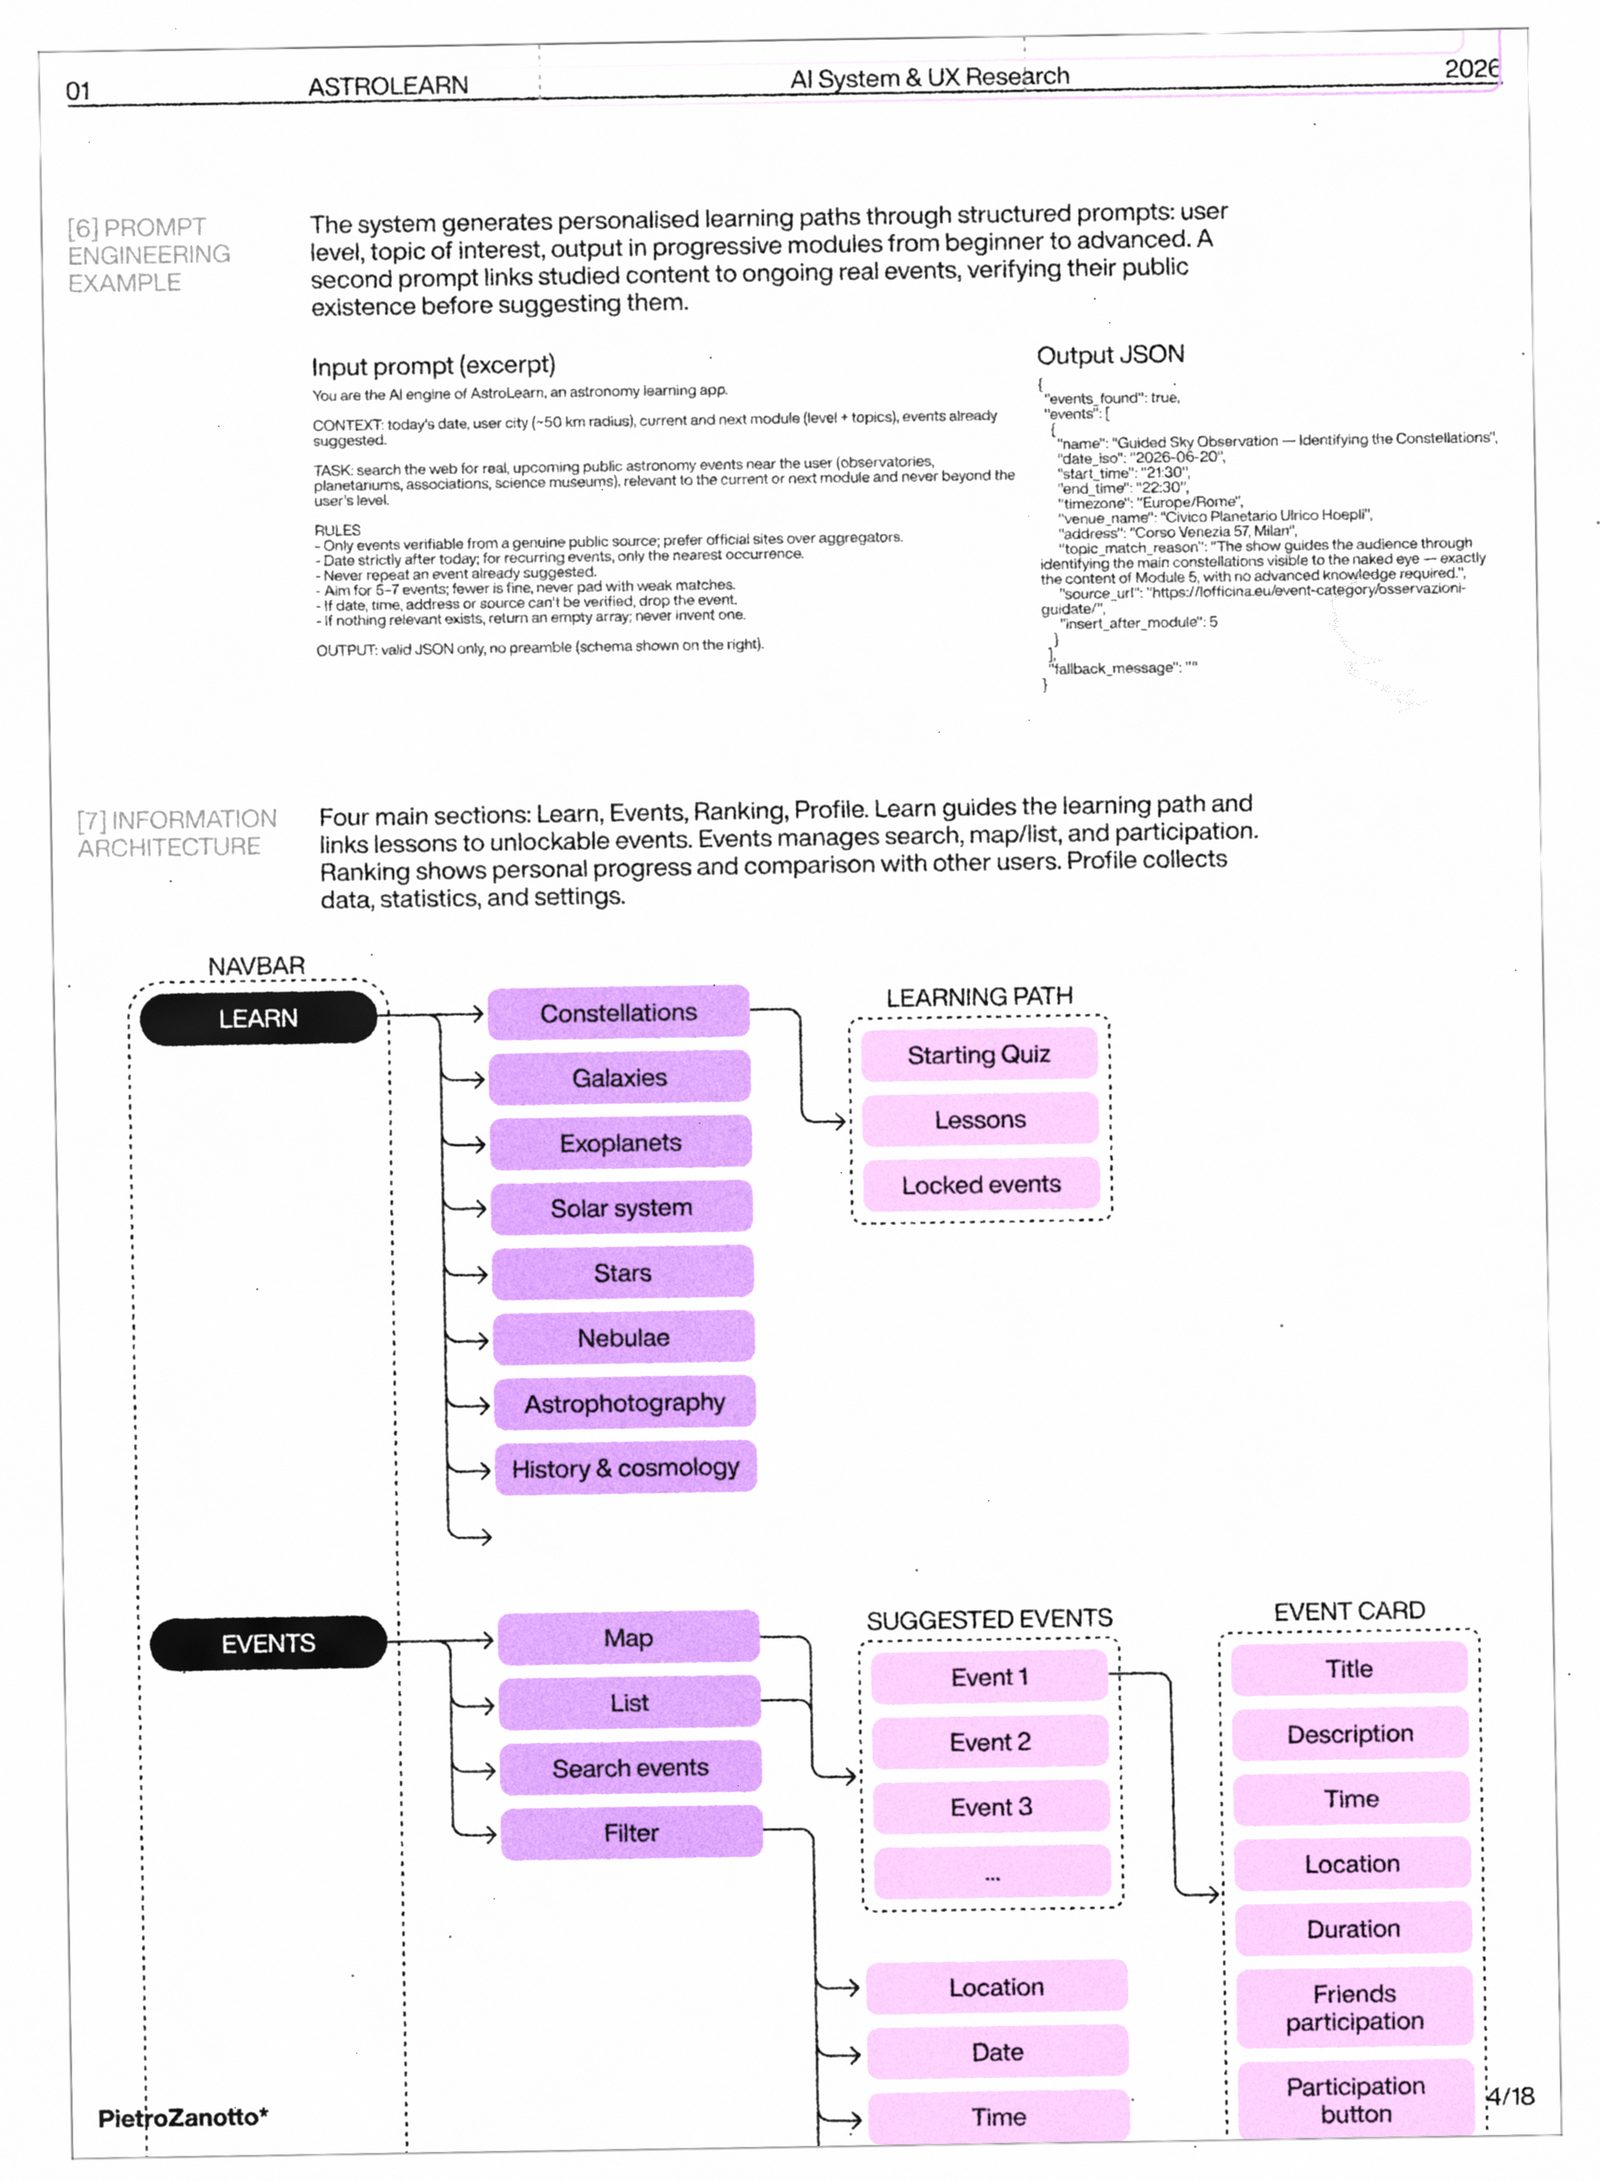 01
ASTROLEARN
AI System & UX Research
2026
[6] PROMPT
ENGINEERING
EXAMPLE
The system generates personalised learning paths through structured prompts: user
level, topic of interest, output in progressive modules from beginner to advanced. A
second prompt links studied content to ongoing real events, verifying their public
existence before suggesting them.
Input prompt (excerpt)
You are the AI engine of AstroLearn, an astronomy learning app.
CONTEXT: today's date, user city (~50 km radius), current and next module (level + topics), events already
suggested.
TASK: search the web for real, upcoming public astronomy events near the user (observatories,
planetariums, associations, science museums), relevant to the current or next module and never beyond the
user's level.
RULES
- Only events verifiable from a genuine public source; prefer official sites over aggregators.
- Date strictly after today; for recurring events, only the nearest occurrence.
- Never repeat an event already suggested.
- Aim for 5-7 events; fewer is fine, never pad with weak matches.
- If date, time, address or source can't be verified, drop the event.
- If nothing relevant exists, return an empty array; never invent one.
OUTPUT: valid JSON only, no preamble (schema shown on the right).
Output JSON
{
"events_found": true,
"events": [
{
"name": "Guided Sky Observation — Identifying the Constellations",
"date_iso": "2026-06-20",
"start_time": "21:30",
"end_time": "22:30",
"timezone": "Europe/Rome",
"venue_name": "Civico Planetario Ulrico Hoepli",
"address": "Corso Venezia 57, Milan",
"topic_match_reason": "The show guides the audience through
identifying the main constellations visible to the naked eye — exactly
the content of Module 5, with no advanced knowledge required.",
"source_url": "https://lofficina.eu/event-category/osservazioni-
guidate/",
"insert_after_module": 5
}
],
"fallback_message": ""
}
[7] INFORMATION
ARCHITECTURE
Four main sections: Learn, Events, Ranking, Profile. Learn guides the learning path and
links lessons to unlockable events. Events manages search, map/list, and participation.
Ranking shows personal progress and comparison with other users. Profile collects
data, statistics, and settings.
NAVBAR
LEARN
Constellations
Galaxies
Exoplanets
Solar system
Stars
Nebulae
Astrophotography
History & cosmology
LEARNING PATH
Starting Quiz
Lessons
Locked events
EVENTS
Map
List
Search events
Filter
SUGGESTED EVENTS
Event 1
Event 2
Event 3
...
Location
Date
Time
EVENT CARD
Title
Description
Time
Location
Duration
Friends
participation
Participation
button
PietroZanotto*
4/18